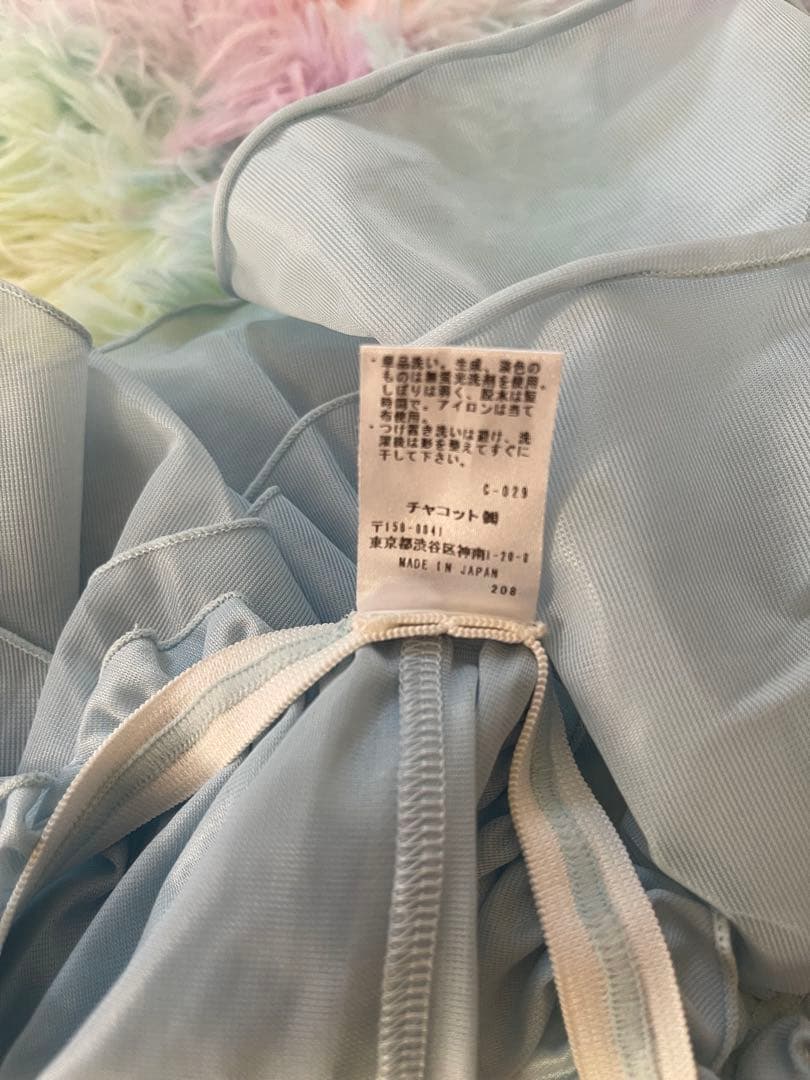 ・単品洗い。生成、淡色の
ものは無蛍光洗剤を使用。
しぼりは弱く、脱水は短
時間で。アイロンは当て
布使用。
・つけ置き洗いは避け、洗
濯後は形を整えてすぐに
干して下さい。
C-029
チャコット㈱
〒150-0041
東京都渋谷区神南1-20-8
MADE IN JAPAN
208